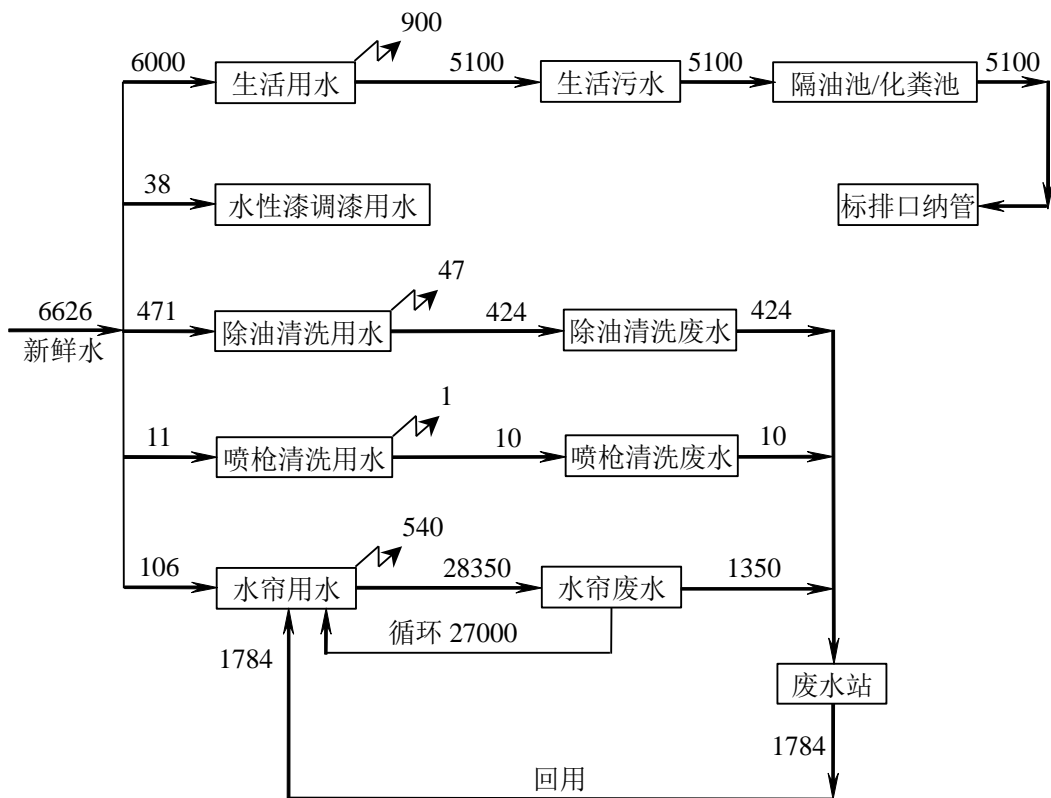 900
6000
生活用水
5100
生活污水
5100
隔油池/化粪池
5100
38
水性漆调漆用水
标排口纳管
6626
新鲜水
471
除油清洗用水
47
424
除油清洗废水
424
11
喷枪清洗用水
1
10
喷枪清洗废水
10
106
水帘用水
540
28350
水帘废水
1350
循环 27000
1784
废水站
1784
回用